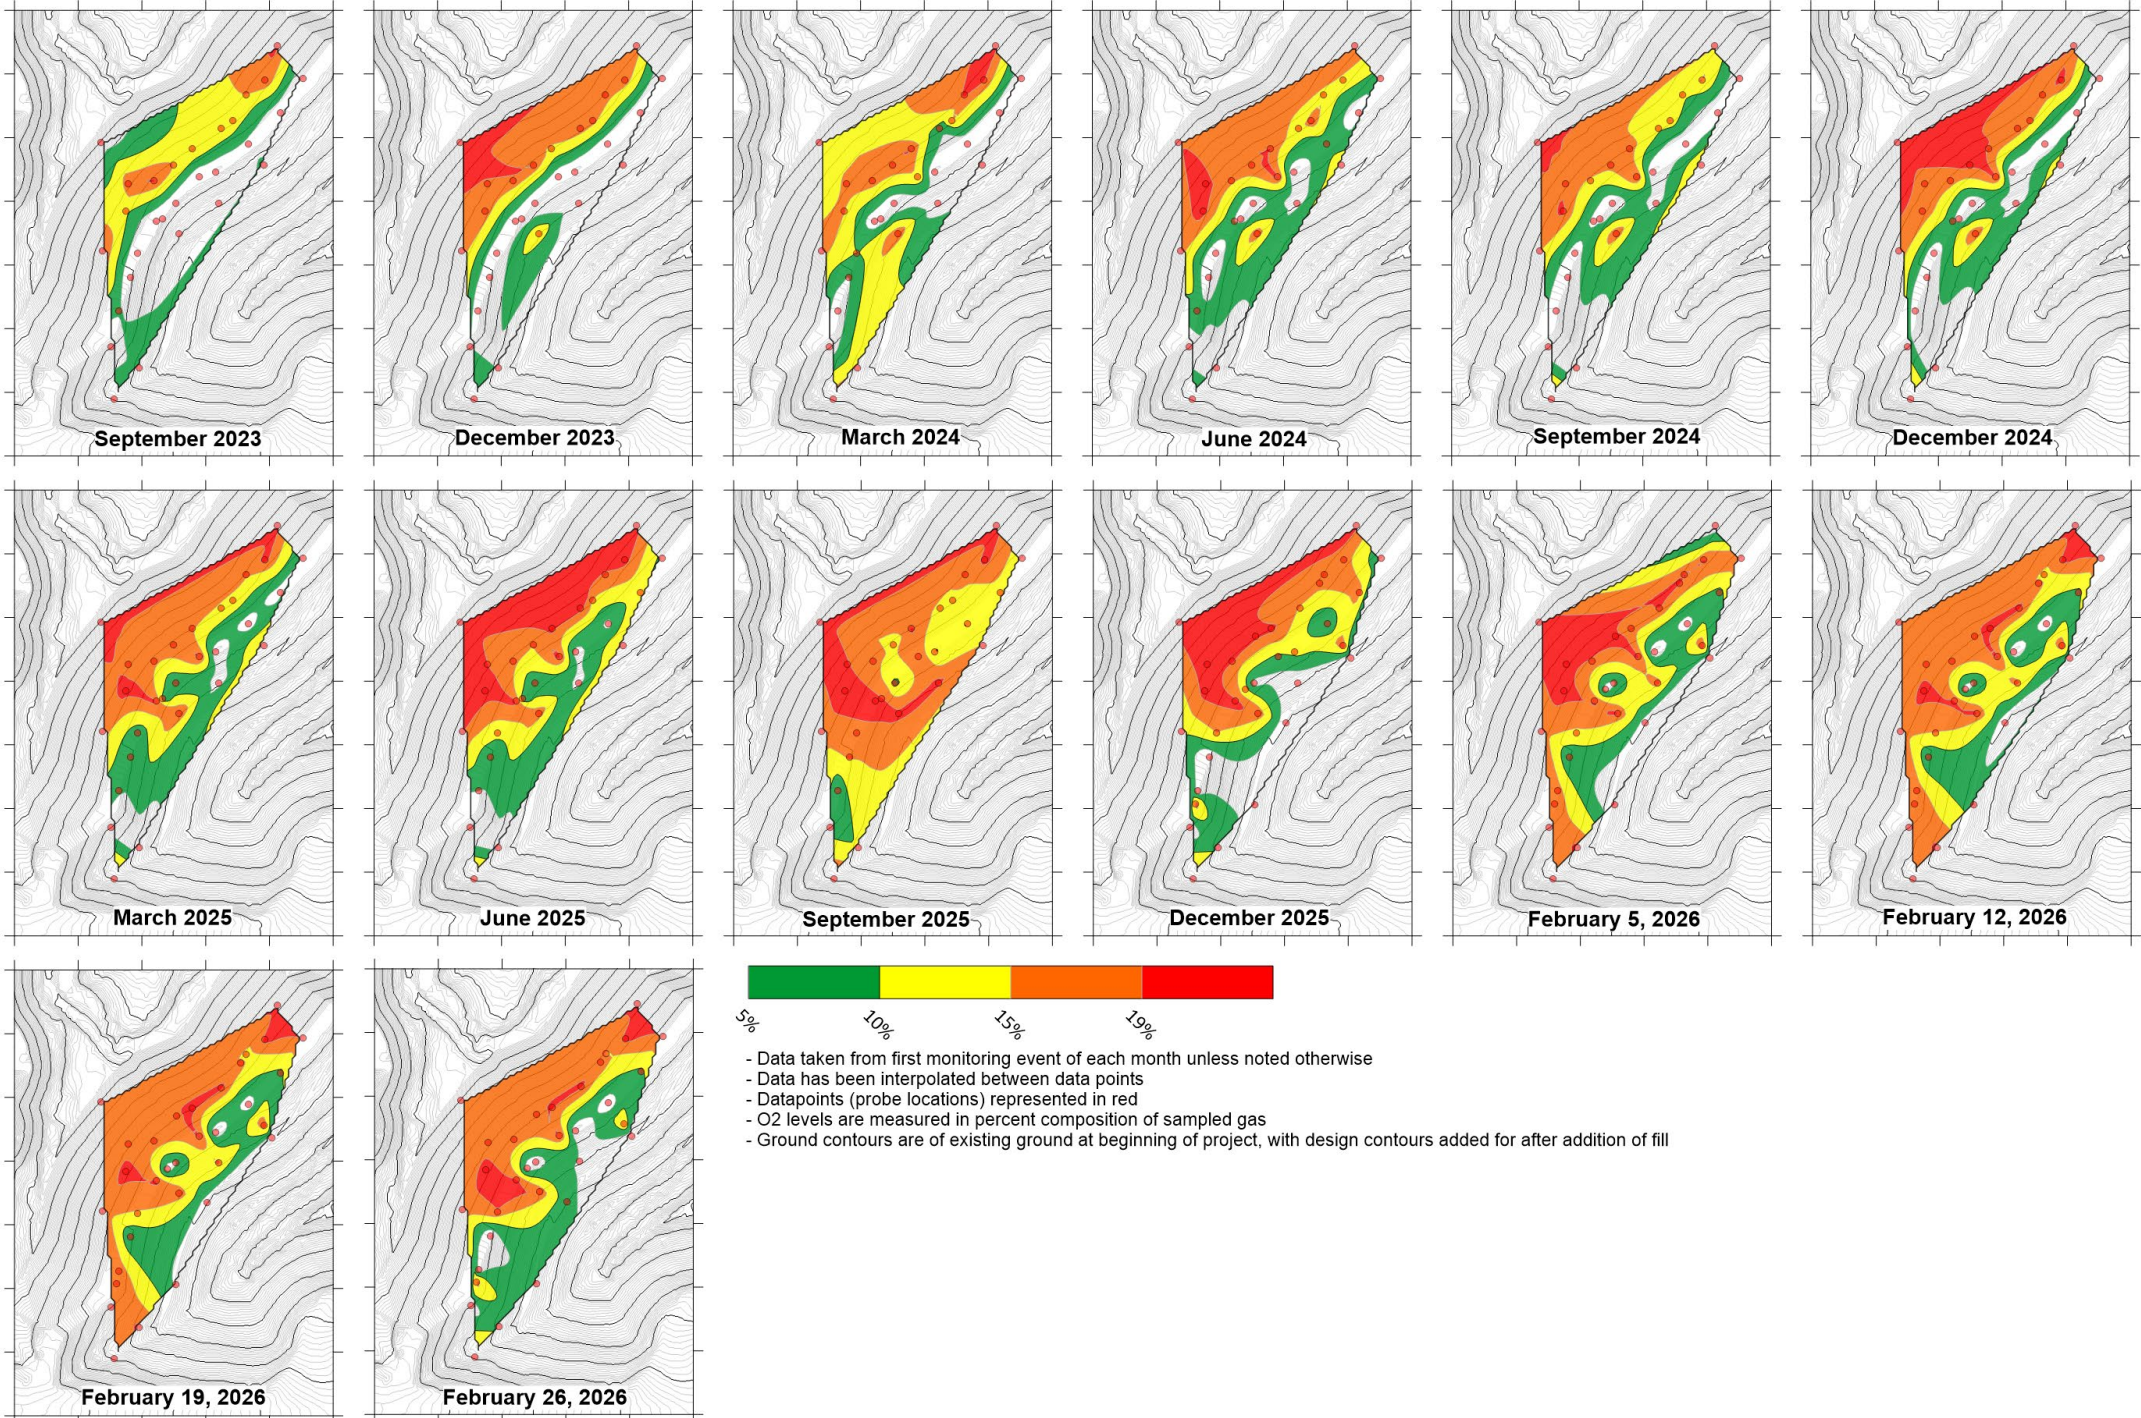 September 2023
December 2023
March 2024
June 2024
September 2024
December 2024
March 2025
June 2025
September 2025
December 2025
February 5, 2026
February 12, 2026
February 19, 2026
February 26, 2026
5%
10%
15%
19%
- Data taken from first monitoring event of each month unless noted otherwise
- Data has been interpolated between data points
- Datapoints (probe locations) represented in red
- O2 levels are measured in percent composition of sampled gas
- Ground contours are of existing ground at beginning of project, with design contours added for after addition of fill